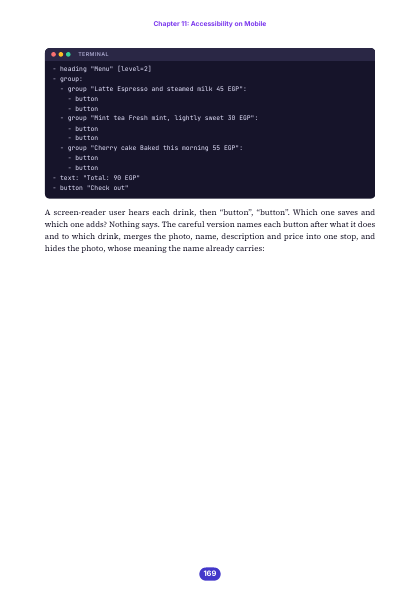 Chapter 11: Accessibility on Mobile
TERMINAL
- heading "Menu" [level=2]
- group:
  - group "Latte Espresso and steamed milk 45 EGP":
    - button
    - button
  - group "Mint tea Fresh mint, lightly sweet 30 EGP":
    - button
    - button
  - group "Cherry cake Baked this morning 55 EGP":
    - button
    - button
- text: "Total: 90 EGP"
- button "Check out"
A screen-reader user hears each drink, then “button”, “button”. Which one saves and
which one adds? Nothing says. The careful version names each button after what it does
and to which drink, merges the photo, name, description and price into one stop, and
hides the photo, whose meaning the name already carries:
169